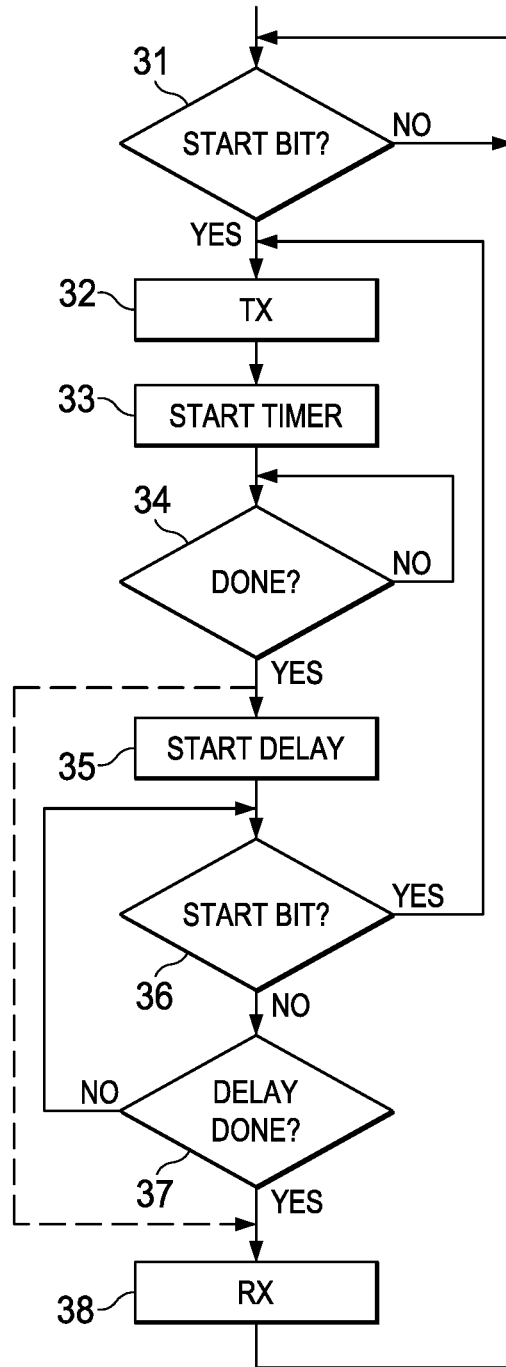 31
START BIT?
NO
YES
32
TX
33
START TIMER
34
DONE?
NO
YES
35
START DELAY
START BIT?
YES
36
NO
NO
DELAY
DONE?
37
YES
38
RX